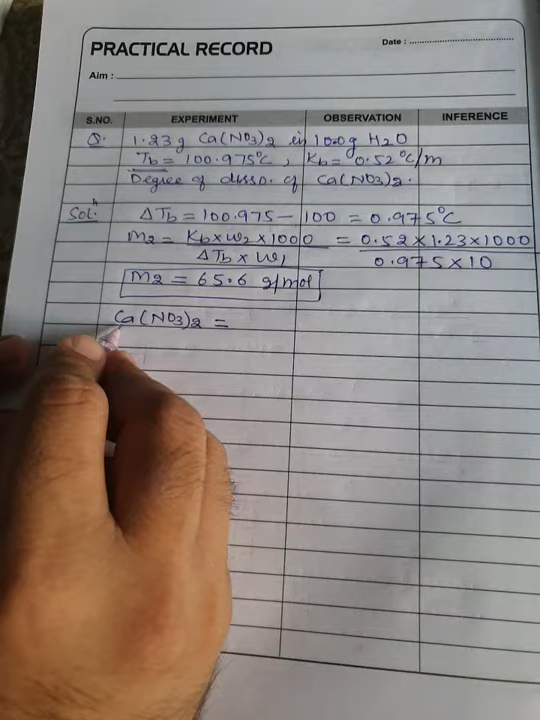 PRACTICAL RECORD
Date :
Aim :
S.NO. EXPERIMENT OBSERVATION INFERENCE
Q. 1.23g Ca(NO3)2 in 10.0g H2O
Tb = 100.975°C, Kb = 0.52°C/m
Degree of disso. of Ca(NO3)2.
Sol. ΔTb = 100.975 - 100 = 0.975°C
M2 = Kb×w2×1000 / ΔTb×w1 = 0.52×1.23×1000 / 0.975×10
M2 = 65.6 g/mol
Ca(NO3)2 =